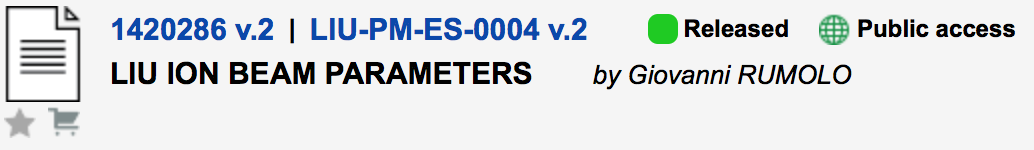 1420286 v.2 | LIU-PM-ES-0004 v.2 Released Public access
LIU ION BEAM PARAMETERS by Giovanni RUMOLO